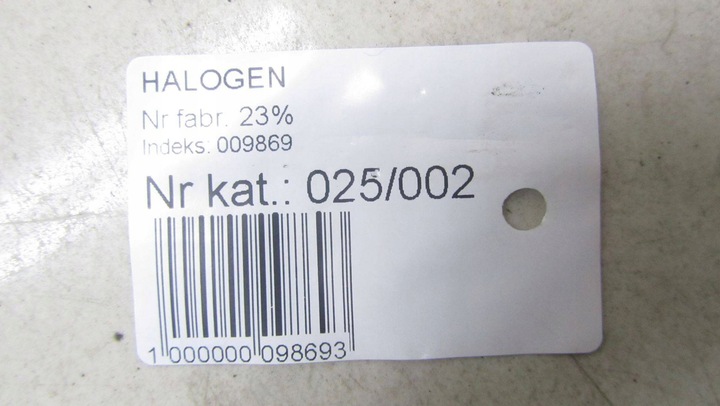 HALOGEN
Nr fabr. 23%
Indeks: 009869
Nr kat.: 025/002
1 000000 098693